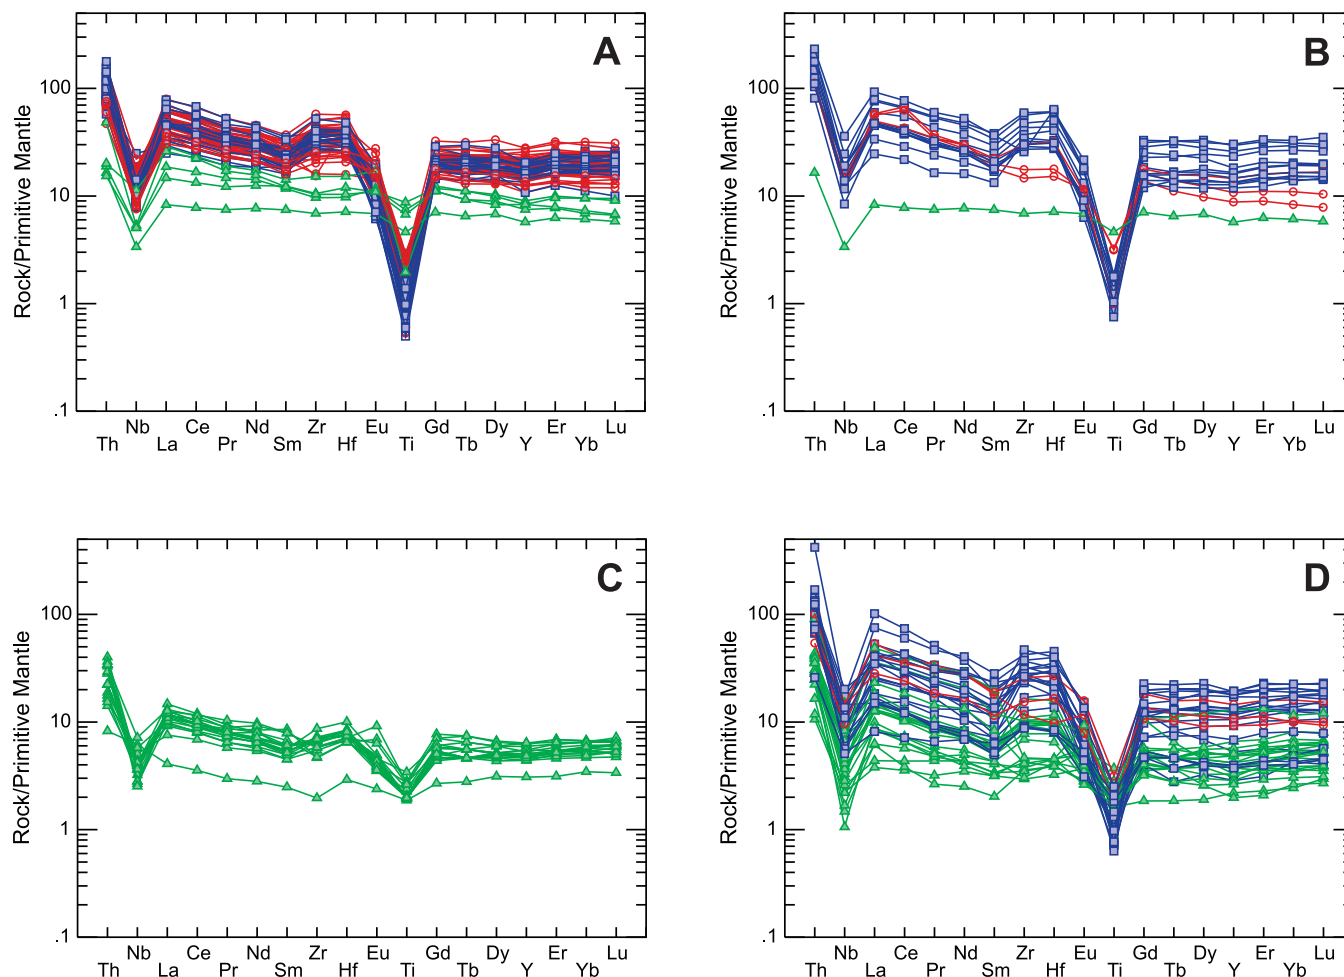 A
Rock/Primitive Mantle
100
10
1
.1
Nb Ce Nd Zr Eu Gd Dy Er Lu
Th La Pr Sm Hf Ti Tb Y Yb
B
Rock/Primitive Mantle
100
10
1
.1
Nb Ce Nd Zr Eu Gd Dy Er Lu
Th La Pr Sm Hf Ti Tb Y Yb
C
Rock/Primitive Mantle
100
10
1
.1
Nb Ce Nd Zr Eu Gd Dy Er Lu
Th La Pr Sm Hf Ti Tb Y Yb
D
Rock/Primitive Mantle
100
10
1
.1
Nb Ce Nd Zr Eu Gd Dy Er Lu
Th La Pr Sm Hf Ti Tb Y Yb